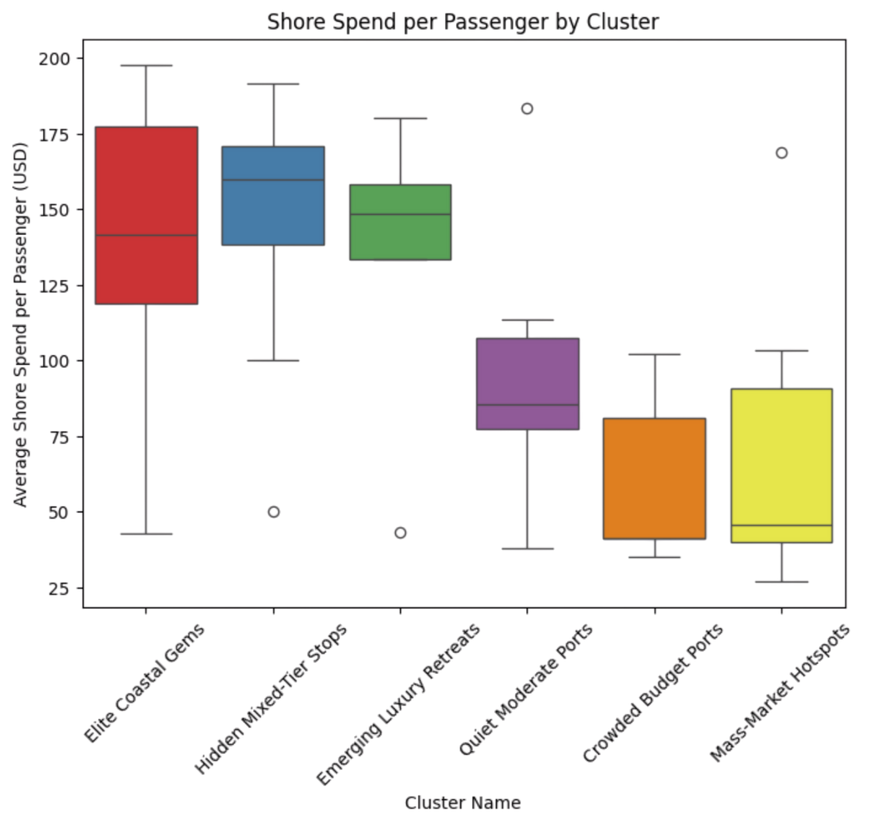 Shore Spend per Passenger by Cluster
Average Shore Spend per Passenger (USD)
200
175
150
125
100
75
50
25
Elite Coastal Gems
Hidden Mixed-Tier Stops
Emerging Luxury Retreats
Quiet Moderate Ports
Crowded Budget Ports
Mass-Market Hotspots
Cluster Name